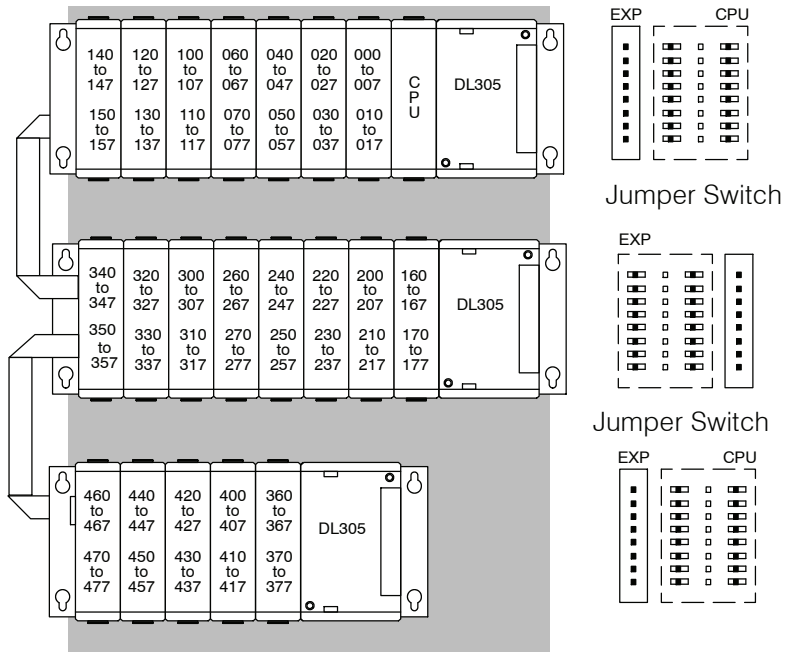 EXP CPU
140 120 100 060 040 020 000
to to to to to to to
147 127 107 067 047 027 007
CPU
DL305
150 130 110 070 050 030 010
to to to to to to to
157 137 117 077 057 037 017
Jumper Switch
EXP
340 320 300 260 240 220 200 160
to to to to to to to to
347 327 307 267 247 227 207 167
DL305
350 330 310 270 250 230 210 170
to to to to to to to to
357 337 317 277 257 237 217 177
Jumper Switch
EXP CPU
460 440 420 400 360
to to to to to
467 447 427 407 367
DL305
470 450 430 410 370
to to to to to
477 457 437 417 377